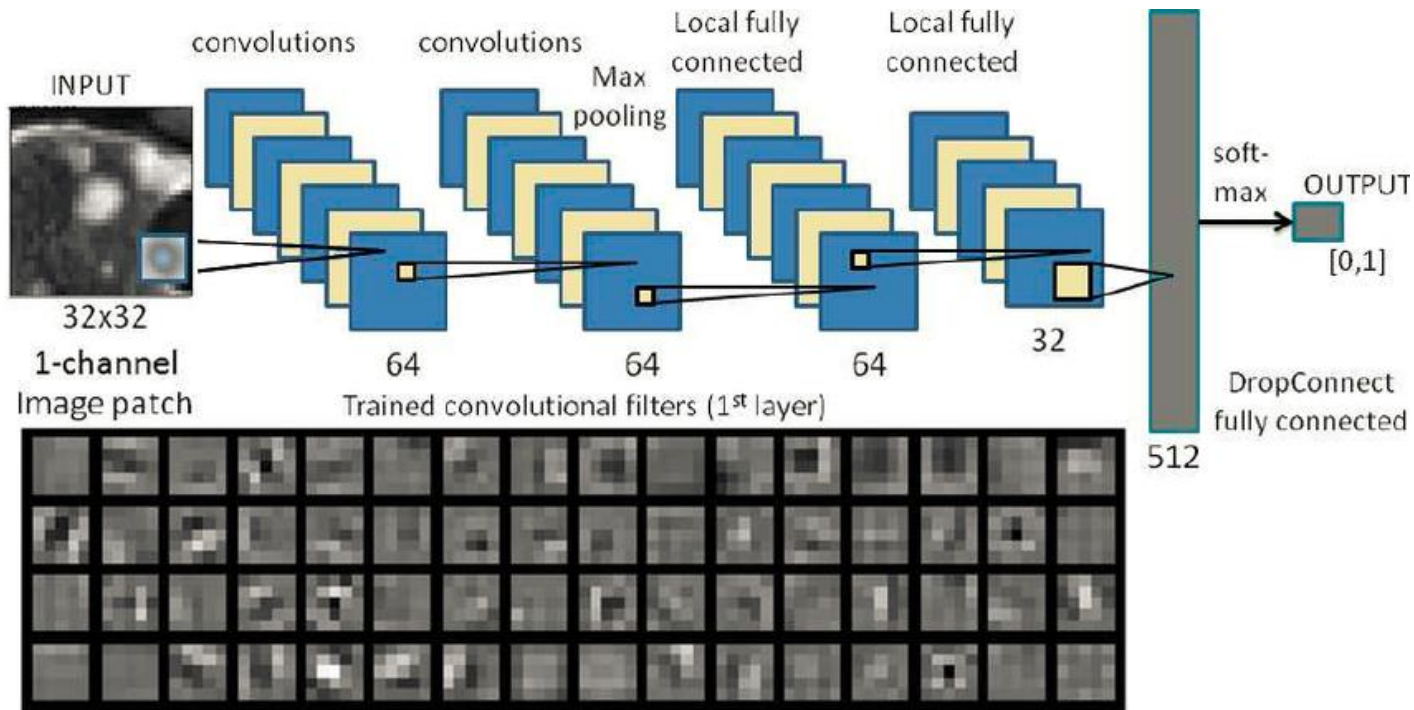 convolutions
convolutions
Local fully
connected
Local fully
connected
INPUT
Max
pooling
soft-
max
OUTPUT
[0,1]
32x32
1-channel
Image patch
64
64
64
32
512
DropConnect
fully connected
Trained convolutional filters (1st layer)